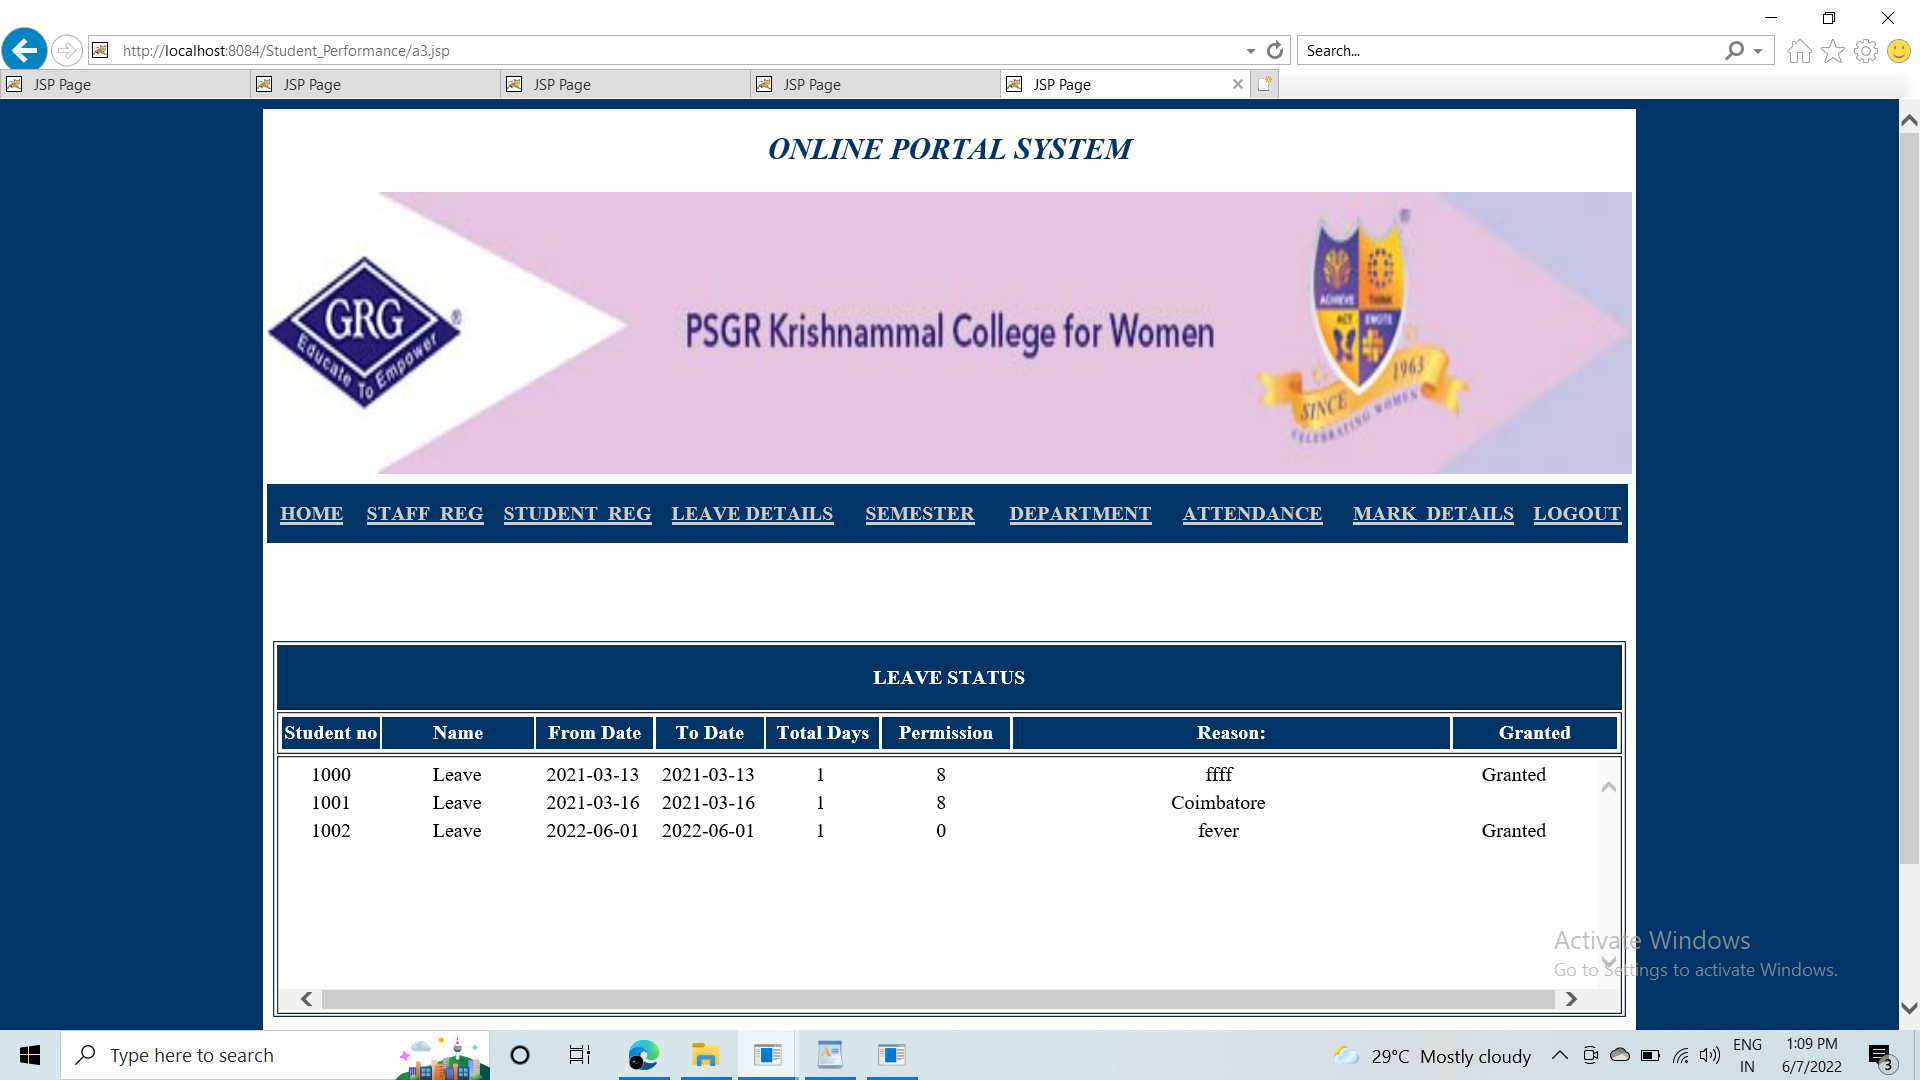 http://localhost:8084/Student_Performance/a3.jsp
Search...
JSP Page JSP Page JSP Page JSP Page JSP Page
ONLINE PORTAL SYSTEM
GRG
Educate To Empower
PSGR Krishnammal College for Women
ACHIEVE THINK
ACT EMOTE
1963
SINCE
CELEBRATING WOMEN
HOME STAFF REG STUDENT REG LEAVE DETAILS SEMESTER DEPARTMENT ATTENDANCE MARK DETAILS LOGOUT
LEAVE STATUS
Student no Name From Date To Date Total Days Permission Reason: Granted
1000 Leave 2021-03-13 2021-03-13 1 8 ffff Granted
1001 Leave 2021-03-16 2021-03-16 1 8 Coimbatore
1002 Leave 2022-06-01 2022-06-01 1 0 fever Granted
Activate Windows
Go to Settings to activate Windows.
Type here to search
29°C Mostly cloudy
ENG
IN
1:09 PM
6/7/2022
3